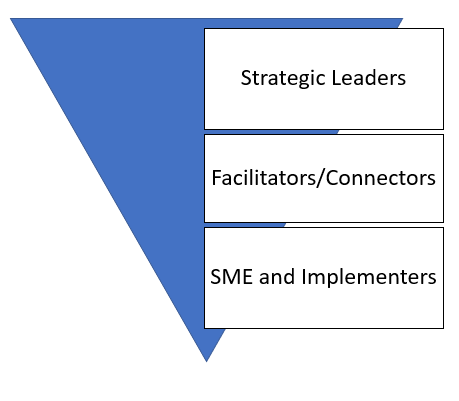 Strategic Leaders
Facilitators/Connectors
SME and Implementers